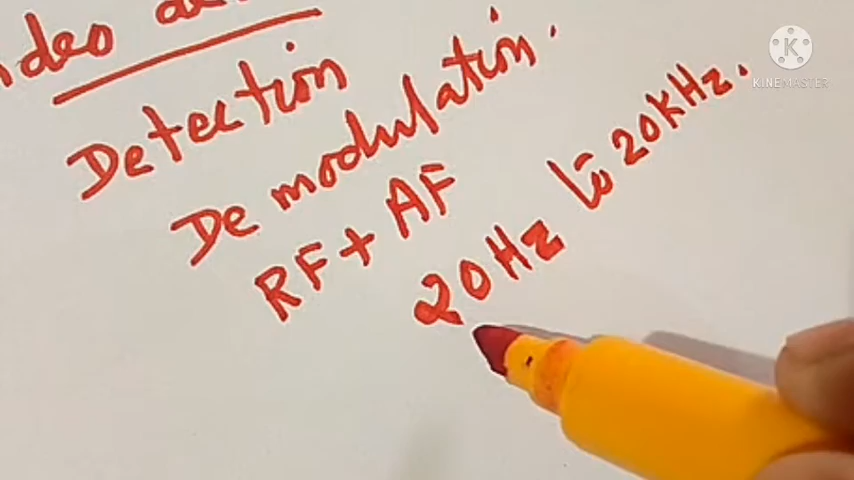 Detection
De modulation.
RF + AF
20Hz to 20KHz.
KINEMASTER